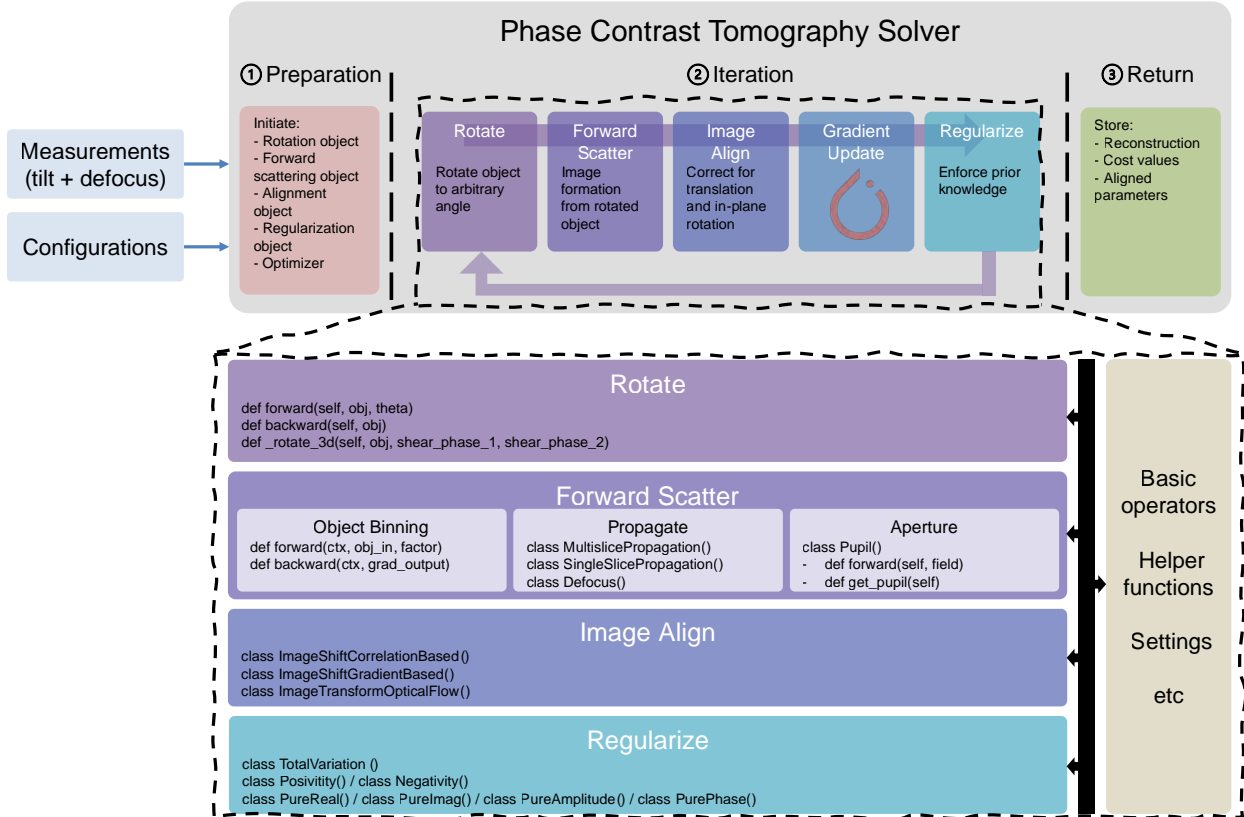 Phase Contrast Tomography Solver
① Preparation
② Iteration
③ Return
Measurements
(tilt + defocus)
Configurations
Initiate:
- Rotation object
- Forward
scattering object
- Alignment
object
- Regularization
object
- Optimizer
Rotate
Rotate object
to arbitrary
angle
Forward
Scatter
Image
formation
from rotated
object
Image
Align
Correct for
translation
and in-plane
rotation
Gradient
Update
Regularize
Enforce prior
knowledge
Store:
- Reconstruction
- Cost values
- Aligned
parameters
Rotate
def forward(self, obj, theta)
def backward(self, obj)
def _rotate_3d(self, obj, shear_phase_1, shear_phase_2)
Forward Scatter
Object Binning
def forward(ctx, obj_in, factor)
def backward(ctx, grad_output)
Propagate
class MultislicePropagation()
class SingleSlicePropagation()
class Defocus()
Aperture
class Pupil()
- def forward(self, field)
- def get_pupil(self)
Image Align
class ImageShiftCorrelationBased()
class ImageShiftGradientBased()
class ImageTransformOpticalFlow()
Regularize
class TotalVariation ()
class Posivitity() / class Negativity()
class PureReal() / class PureImag() / class PureAmplitude() / class PurePhase()
Basic
operators
Helper
functions
Settings
etc